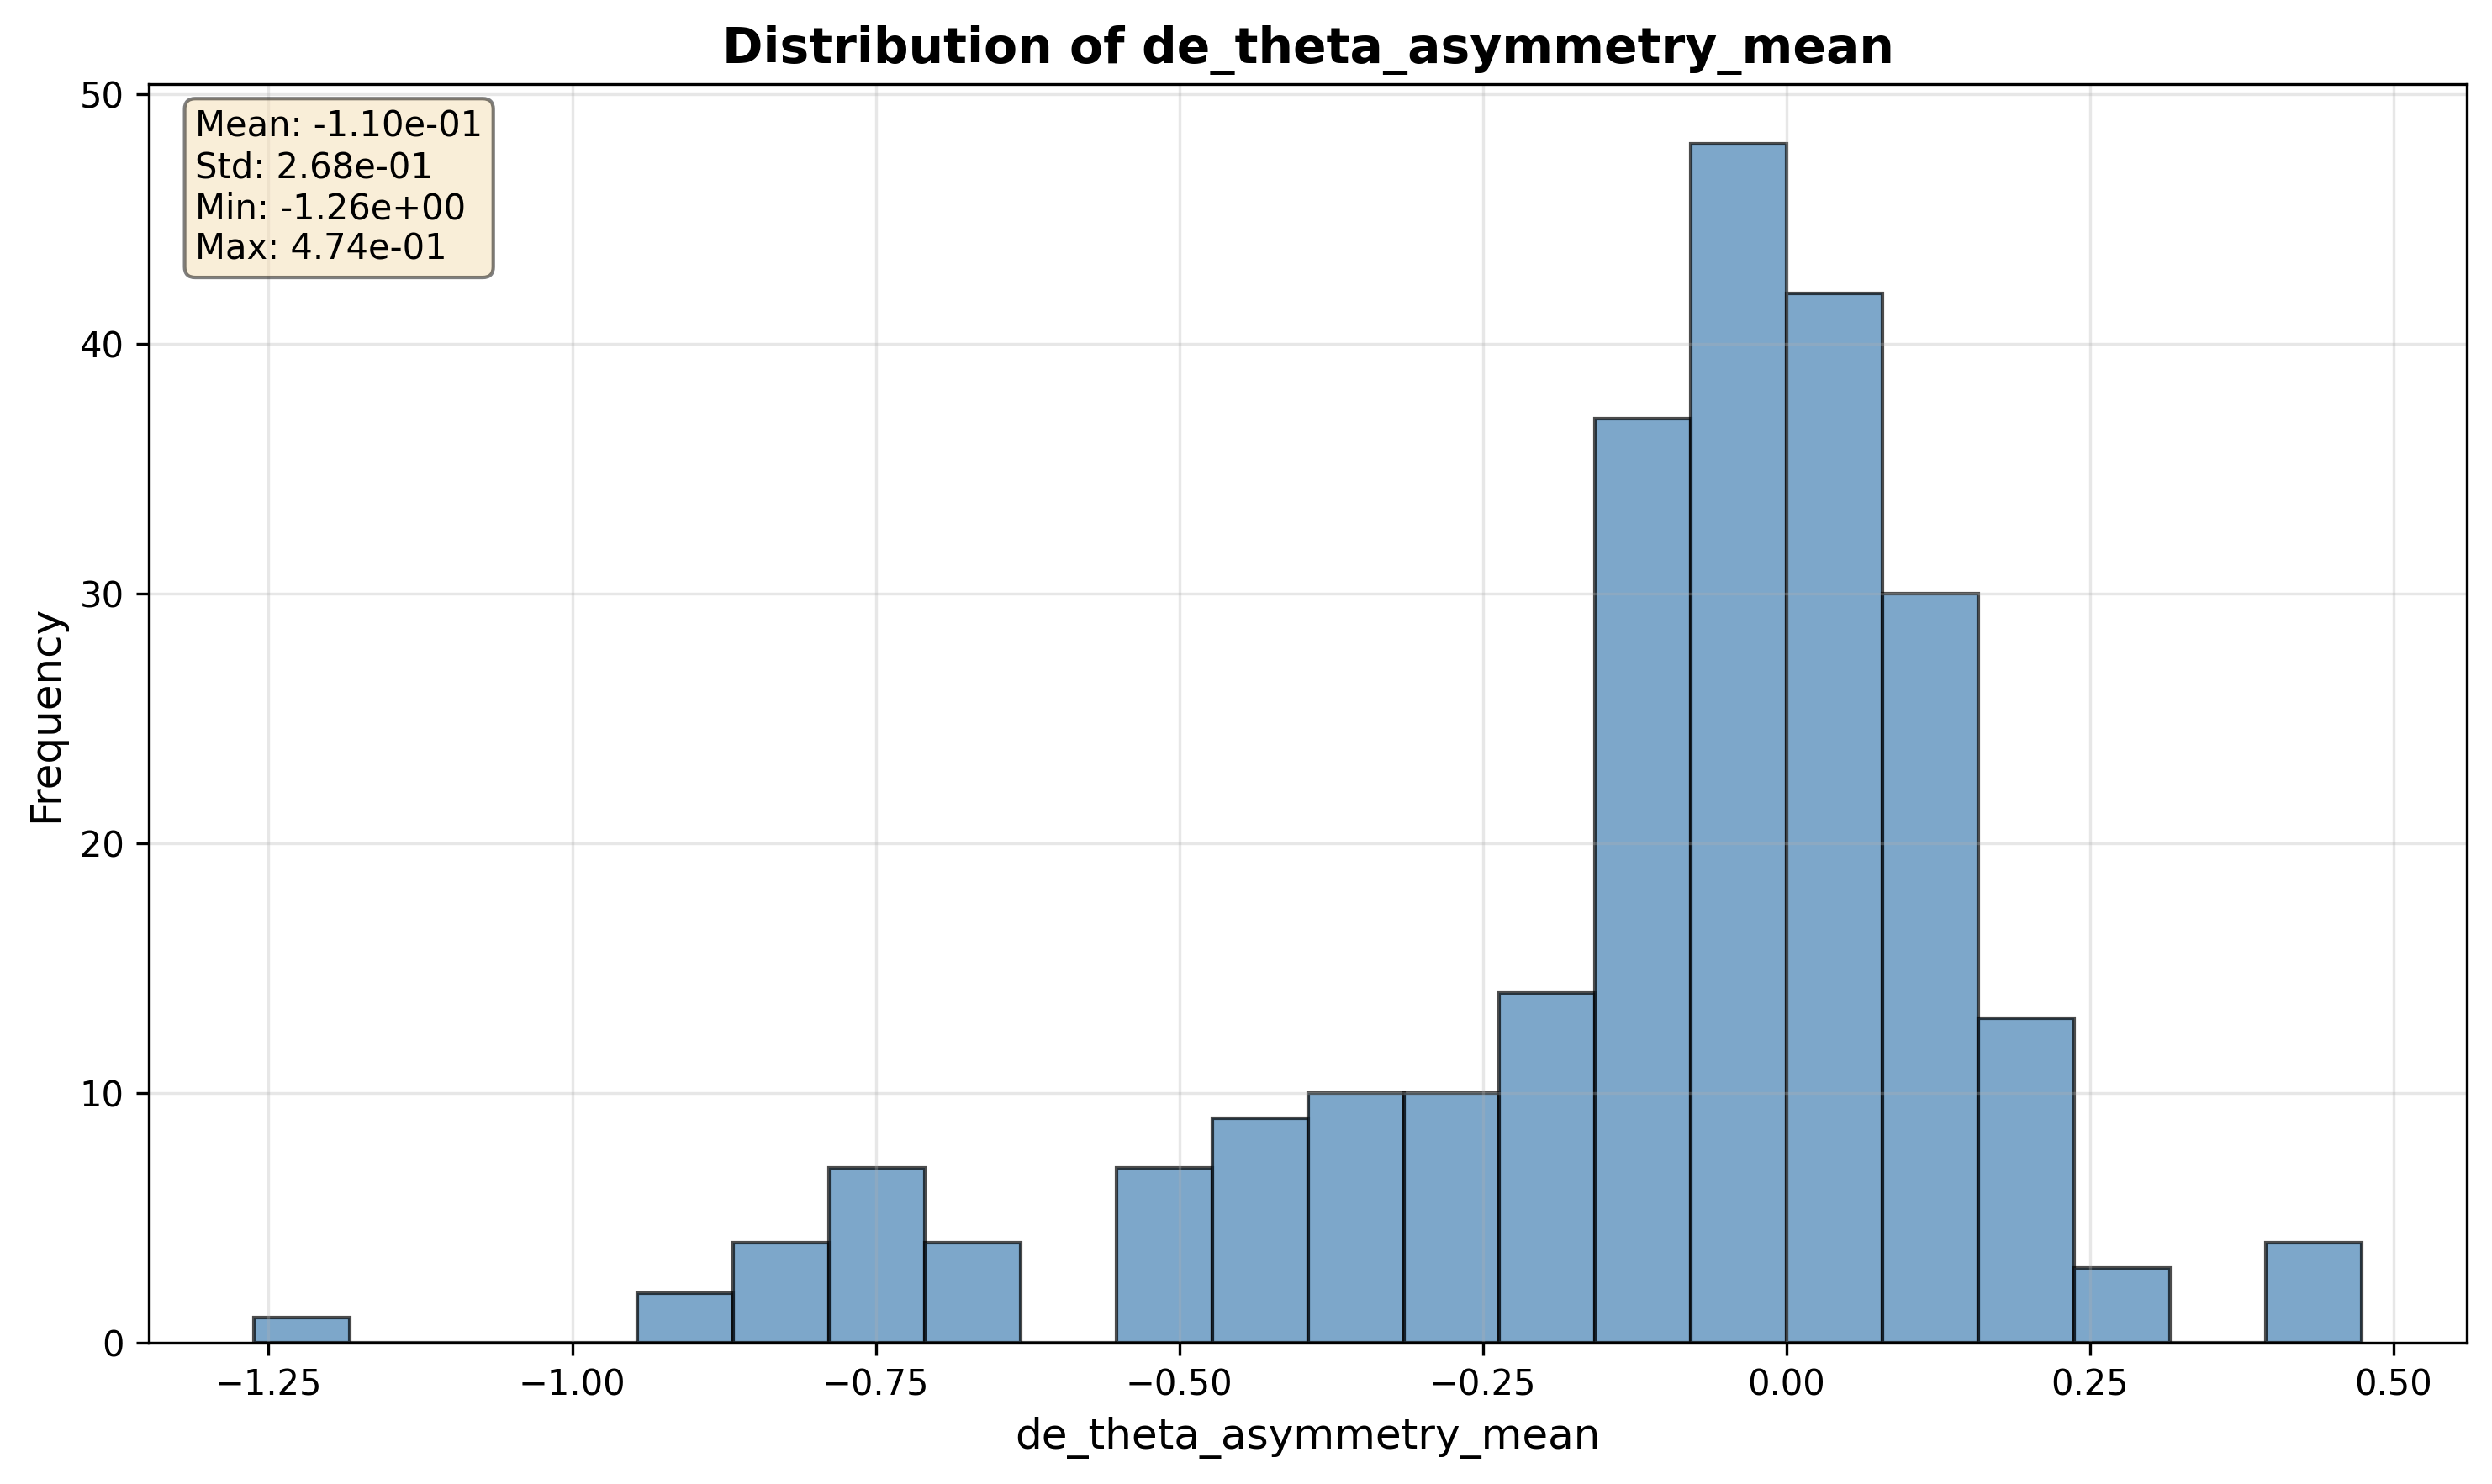 Distribution of de_theta_asymmetry_mean
Mean: -1.10e-01
Std: 2.68e-01
Min: -1.26e+00
Max: 4.74e-01
50
40
30
20
10
0
Frequency
−1.25 −1.00 −0.75 −0.50 −0.25 0.00 0.25 0.50
de_theta_asymmetry_mean